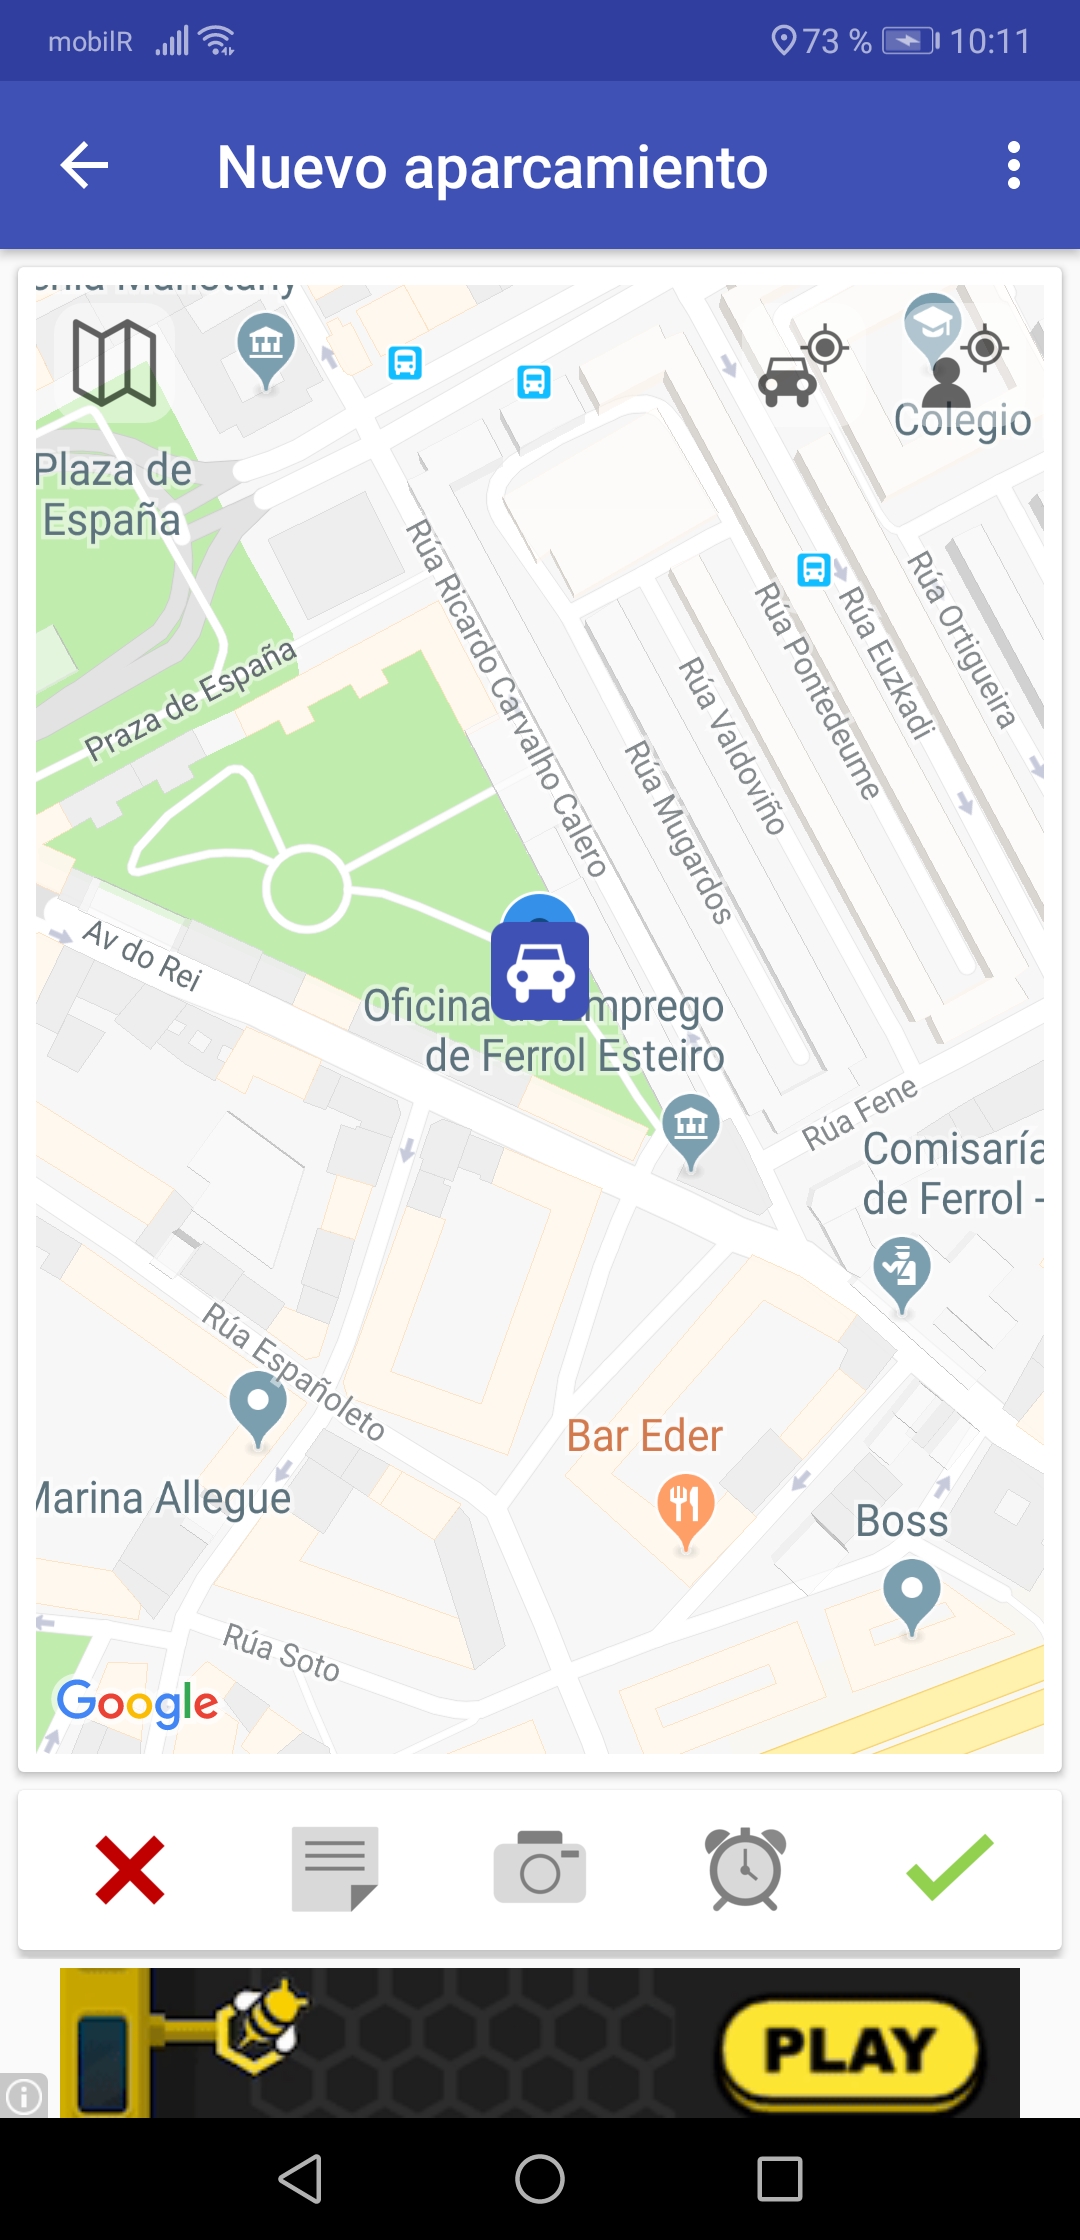 mobilR
73 %
10:11
Nuevo aparcamiento
Colegio
Plaza de
España
Rúa Ricardo Carvalho Calero
Rúa Pontedeume
Rúa Euzkadi
Rúa Ortigueira
Praza de España
Rúa Valdoviño
Rúa Mugardos
Av do Rei
Oficina
de Ferrol Esteiro
Rúa Fene
Comisaría
de Ferrol -
Rúa Españoleto
Bar Eder
Marina Allegue
Boss
Rúa Soto
Google
PLAY